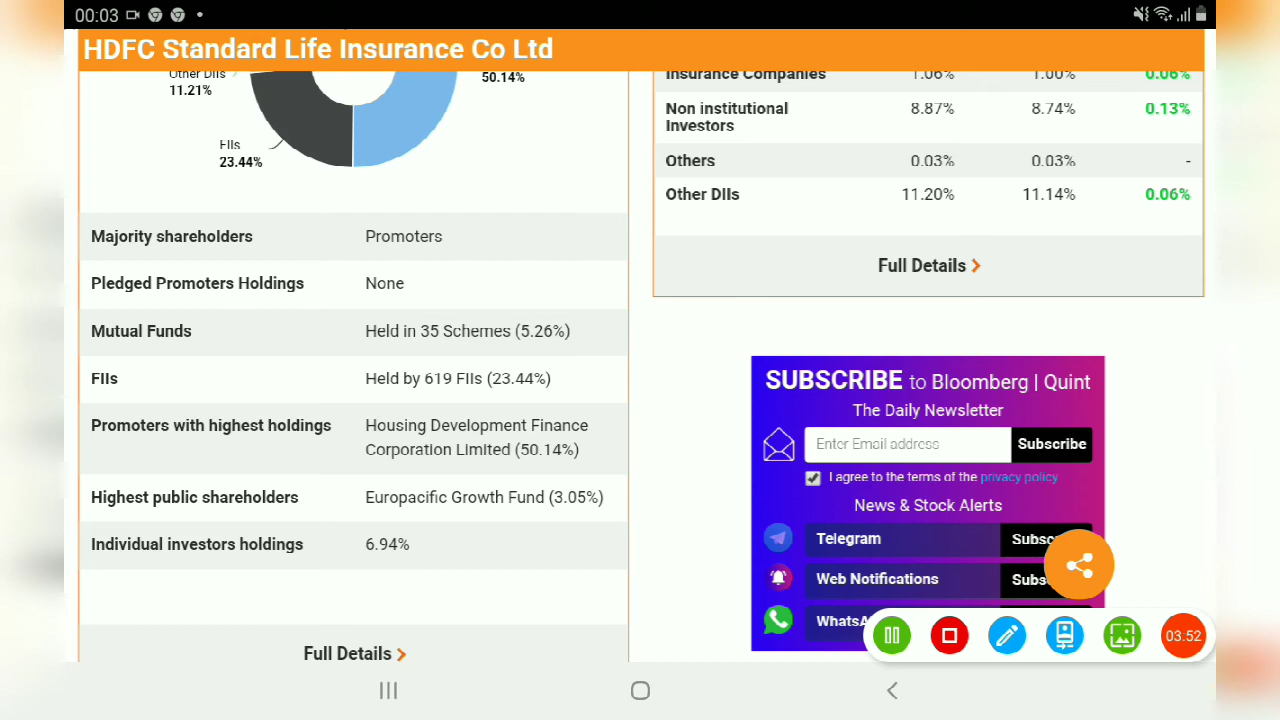 00:03
HDFC Standard Life Insurance Co Ltd
Other DIIs
11.21%
50.14%
FIIs
23.44%
Majority shareholders Promoters
Pledged Promoters Holdings None
Mutual Funds Held in 35 Schemes (5.26%)
FIIs Held by 619 FIIs (23.44%)
Promoters with highest holdings Housing Development Finance
Corporation Limited (50.14%)
Highest public shareholders Europacific Growth Fund (3.05%)
Individual investors holdings 6.94%
Full Details
Insurance Companies 1.06% 1.00% 0.06%
Non institutional 8.87% 8.74% 0.13%
Investors
Others 0.03% 0.03% -
Other DIIs 11.20% 11.14% 0.06%
Full Details
SUBSCRIBE to Bloomberg | Quint
The Daily Newsletter
Enter Email address Subscribe
I agree to the terms of the privacy policy
News & Stock Alerts
Telegram Subsc
Web Notifications Subs
WhatsA
03:52